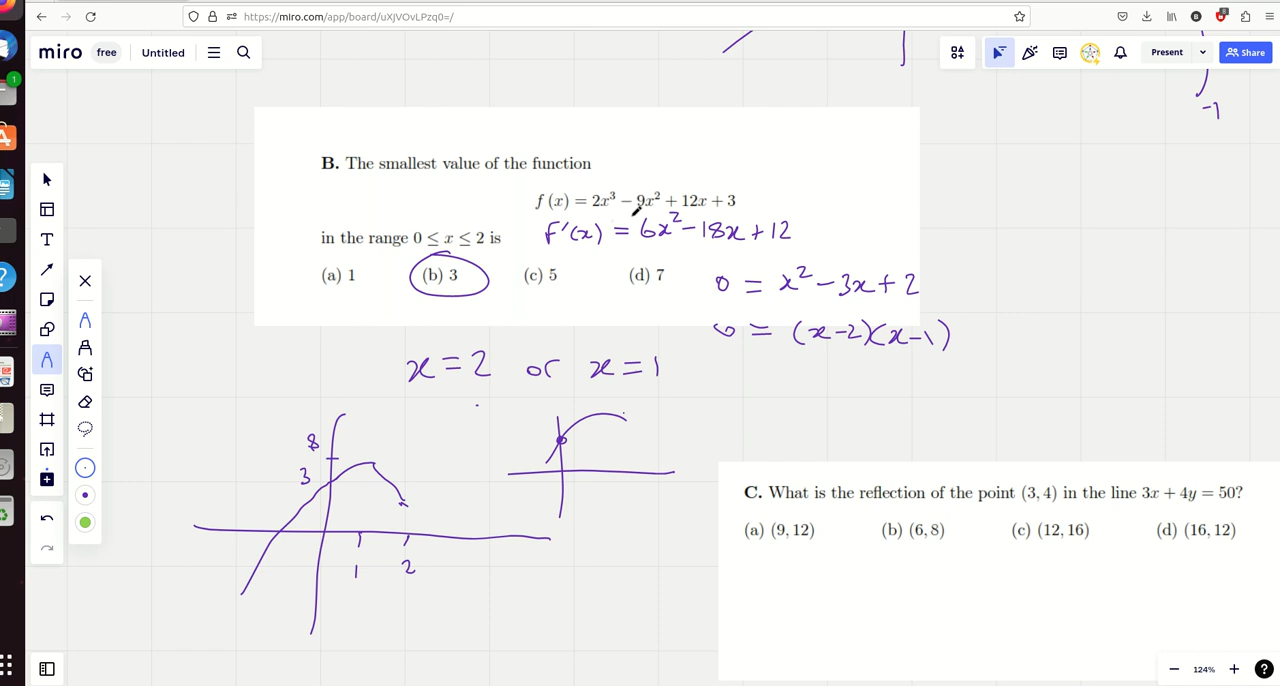 https://miro.com/app/board/uXJVOvLPzq0=/
8
miro free Untitled
Present
Share
1
-1
B. The smallest value of the function
f (x) = 2x³ − 9x² + 12x + 3
f'(x) = 6x² - 18x + 12
in the range 0 ≤ x ≤ 2 is
(a) 1 (b) 3 (c) 5 (d) 7
0 = x² - 3x + 2
0 = (x-2)(x-1)
x = 2 or x = 1
8
3
1 2
C. What is the reflection of the point (3, 4) in the line 3x + 4y = 50?
(a) (9, 12) (b) (6, 8) (c) (12, 16) (d) (16, 12)
− 124% + ?